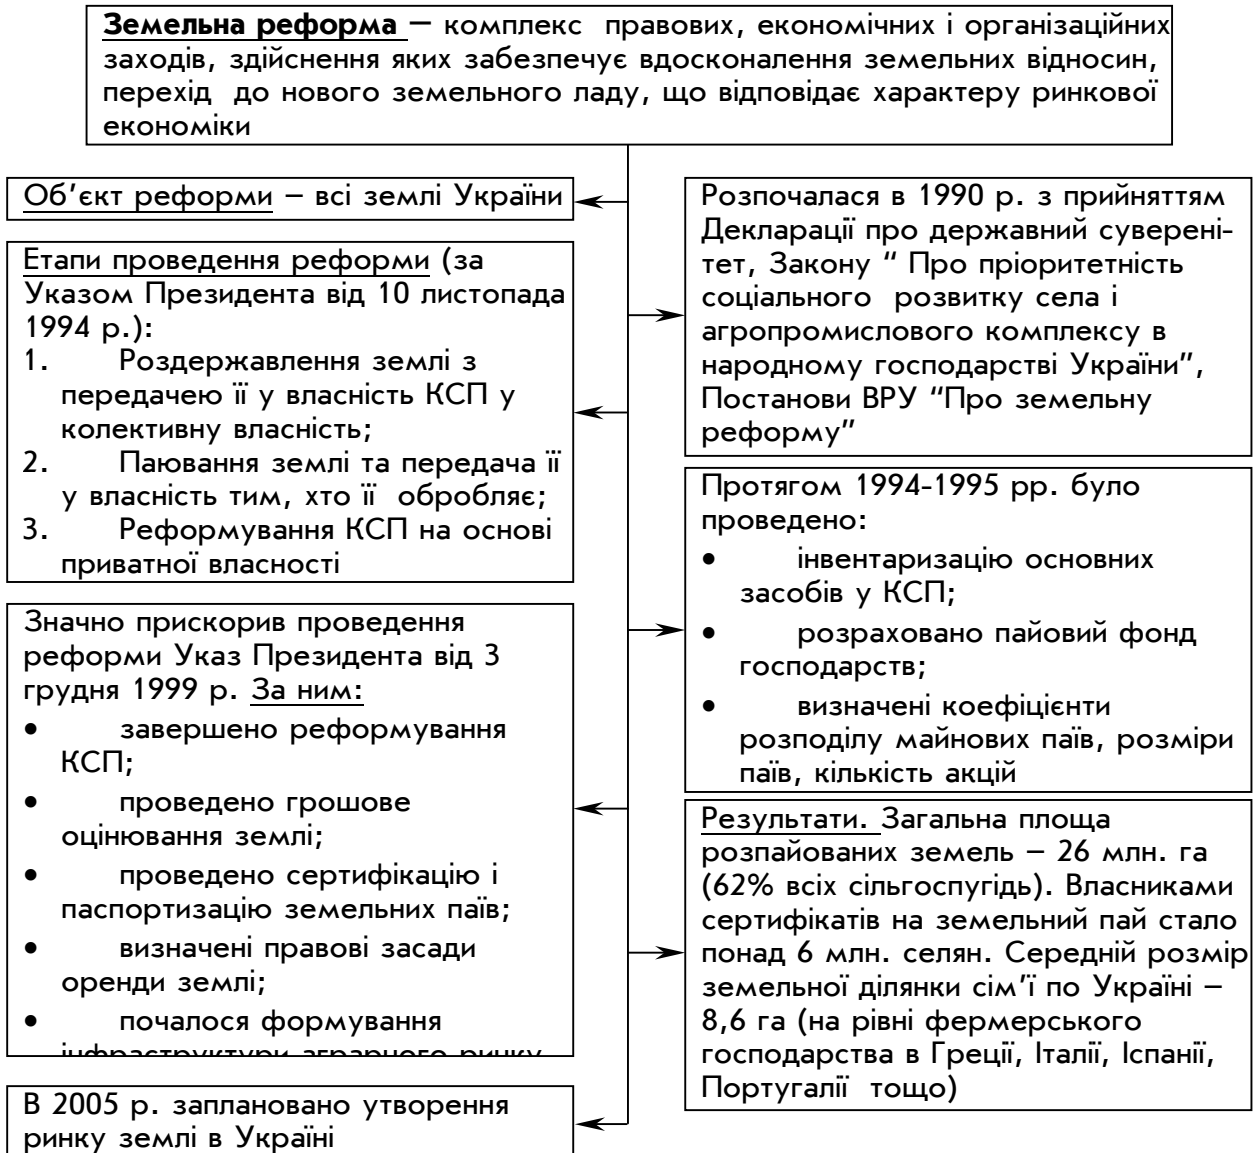 Земельна реформа – комплекс правових, економічних і організаційних
заходів, здійснення яких забезпечує вдосконалення земельних відносин,
перехід до нового земельного ладу, що відповідає характеру ринкової
економіки
Об'єкт реформи – всі землі України
Етапи проведення реформи (за
Указом Президента від 10 листопада
1994 р.):
1. Роздержавлення землі з
передачею її у власність КСП у
колективну власність;
2. Паювання землі та передача її
у власність тим, хто її обробляє;
3. Реформування КСП на основі
приватної власності
Значно прискорив проведення
реформи Указ Президента від 3
грудня 1999 р. За ним:
• завершено реформування
КСП;
• проведено грошове
оцінювання землі;
• проведено сертифікацію і
паспортизацію земельних паїв;
• визначені правові засади
оренди землі;
• почалося формування
інфраструктури аграрного ринку
В 2005 р. заплановано утворення
ринку землі в Україні
Розпочалася в 1990 р. з прийняттям
Декларації про державний суверені-
тет, Закону “ Про пріоритетність
соціального розвитку села і
агропромислового комплексу в
народному господарстві України”,
Постанови ВРУ “Про земельну
реформу”
Протягом 1994-1995 рр. було
проведено:
• інвентаризацію основних
засобів у КСП;
• розраховано пайовий фонд
господарств;
• визначені коефіцієнти
розподілу майнових паїв, розміри
паїв, кількість акцій
Результати. Загальна площа
розпайованих земель – 26 млн. га
(62% всіх сільгоспугідь). Власниками
сертифікатів на земельний пай стало
понад 6 млн. селян. Середній розмір
земельної ділянки сім'ї по Україні –
8,6 га (на рівні фермерського
господарства в Греції, Італії, Іспанії,
Португалії тощо)